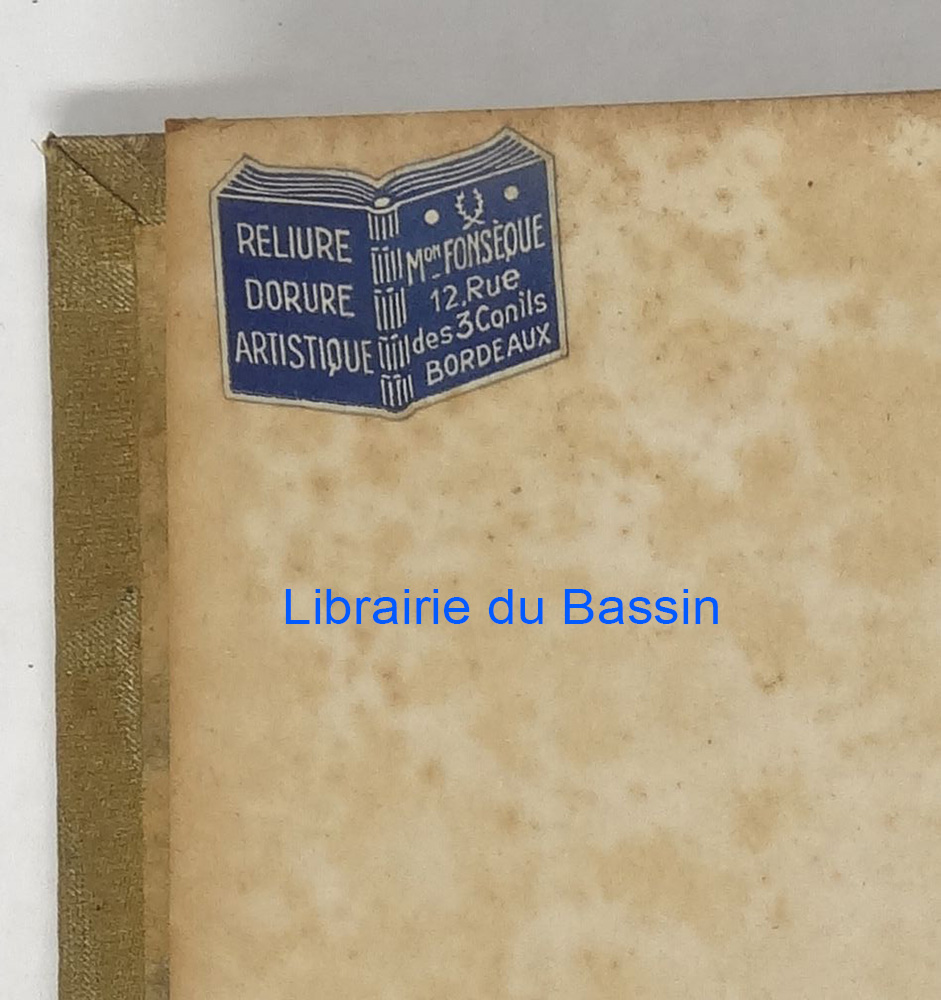 RELIURE
DORURE
ARTISTIQUE
Mon FONSÈQUE
12, Rue
des 3 Conils
BORDEAUX
Librairie du Bassin